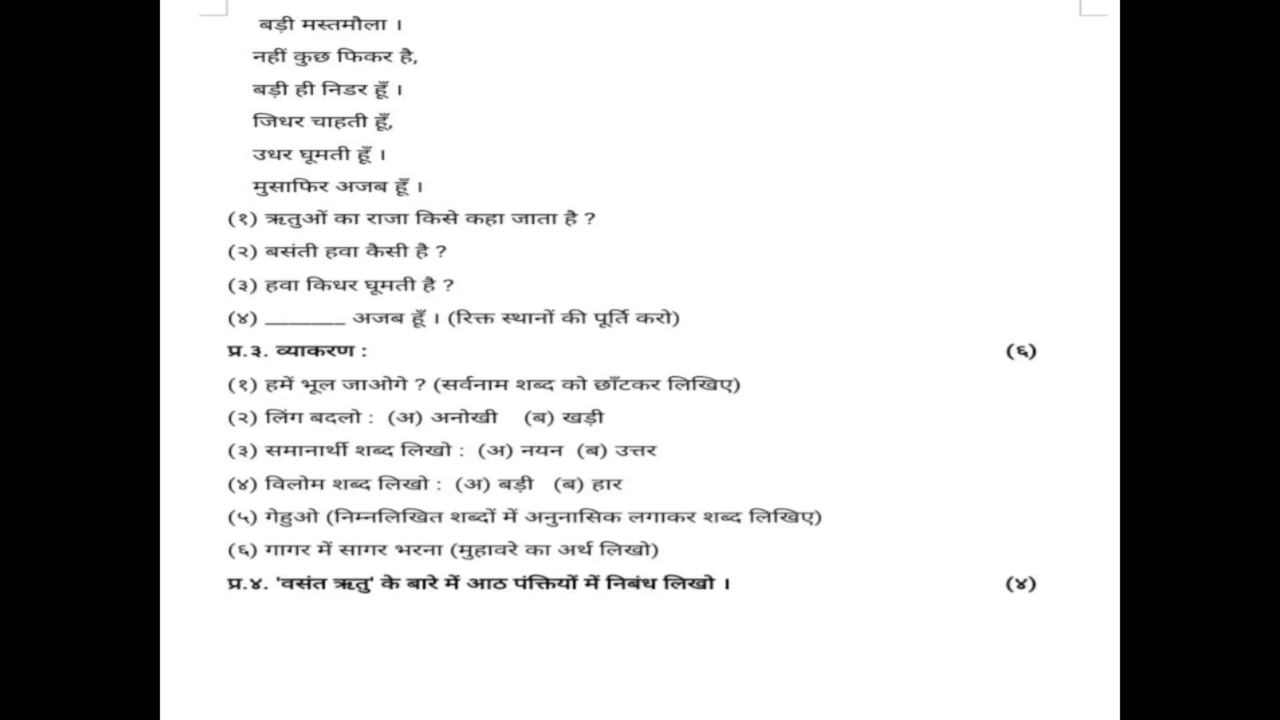 बड़ी मस्तमौला ।
नहीं कुछ फिकर है,
बड़ी ही निडर हूँ ।
जिधर चाहती हूँ,
उधर घूमती हूँ ।
मुसाफिर अजब हूँ ।
(१) ऋतुओं का राजा किसे कहा जाता है ?
(२) बसंती हवा कैसी है ?
(३) हवा किधर घूमती है ?
(४) _______ अजब हूँ । (रिक्त स्थानों की पूर्ति करो)
प्र.३. व्याकरण : (६)
(१) हमें भूल जाओगे ? (सर्वनाम शब्द को छाँटकर लिखिए)
(२) लिंग बदलो : (अ) अनोखी (ब) खड़ी
(३) समानार्थी शब्द लिखो : (अ) नयन (ब) उत्तर
(४) विलोम शब्द लिखो : (अ) बड़ी (ब) हार
(५) गेहुओ (निम्नलिखित शब्दों में अनुनासिक लगाकर शब्द लिखिए)
(६) गागर में सागर भरना (मुहावरे का अर्थ लिखो)
प्र.४. 'वसंत ऋतु' के बारे में आठ पंक्तियों में निबंध लिखो । (४)